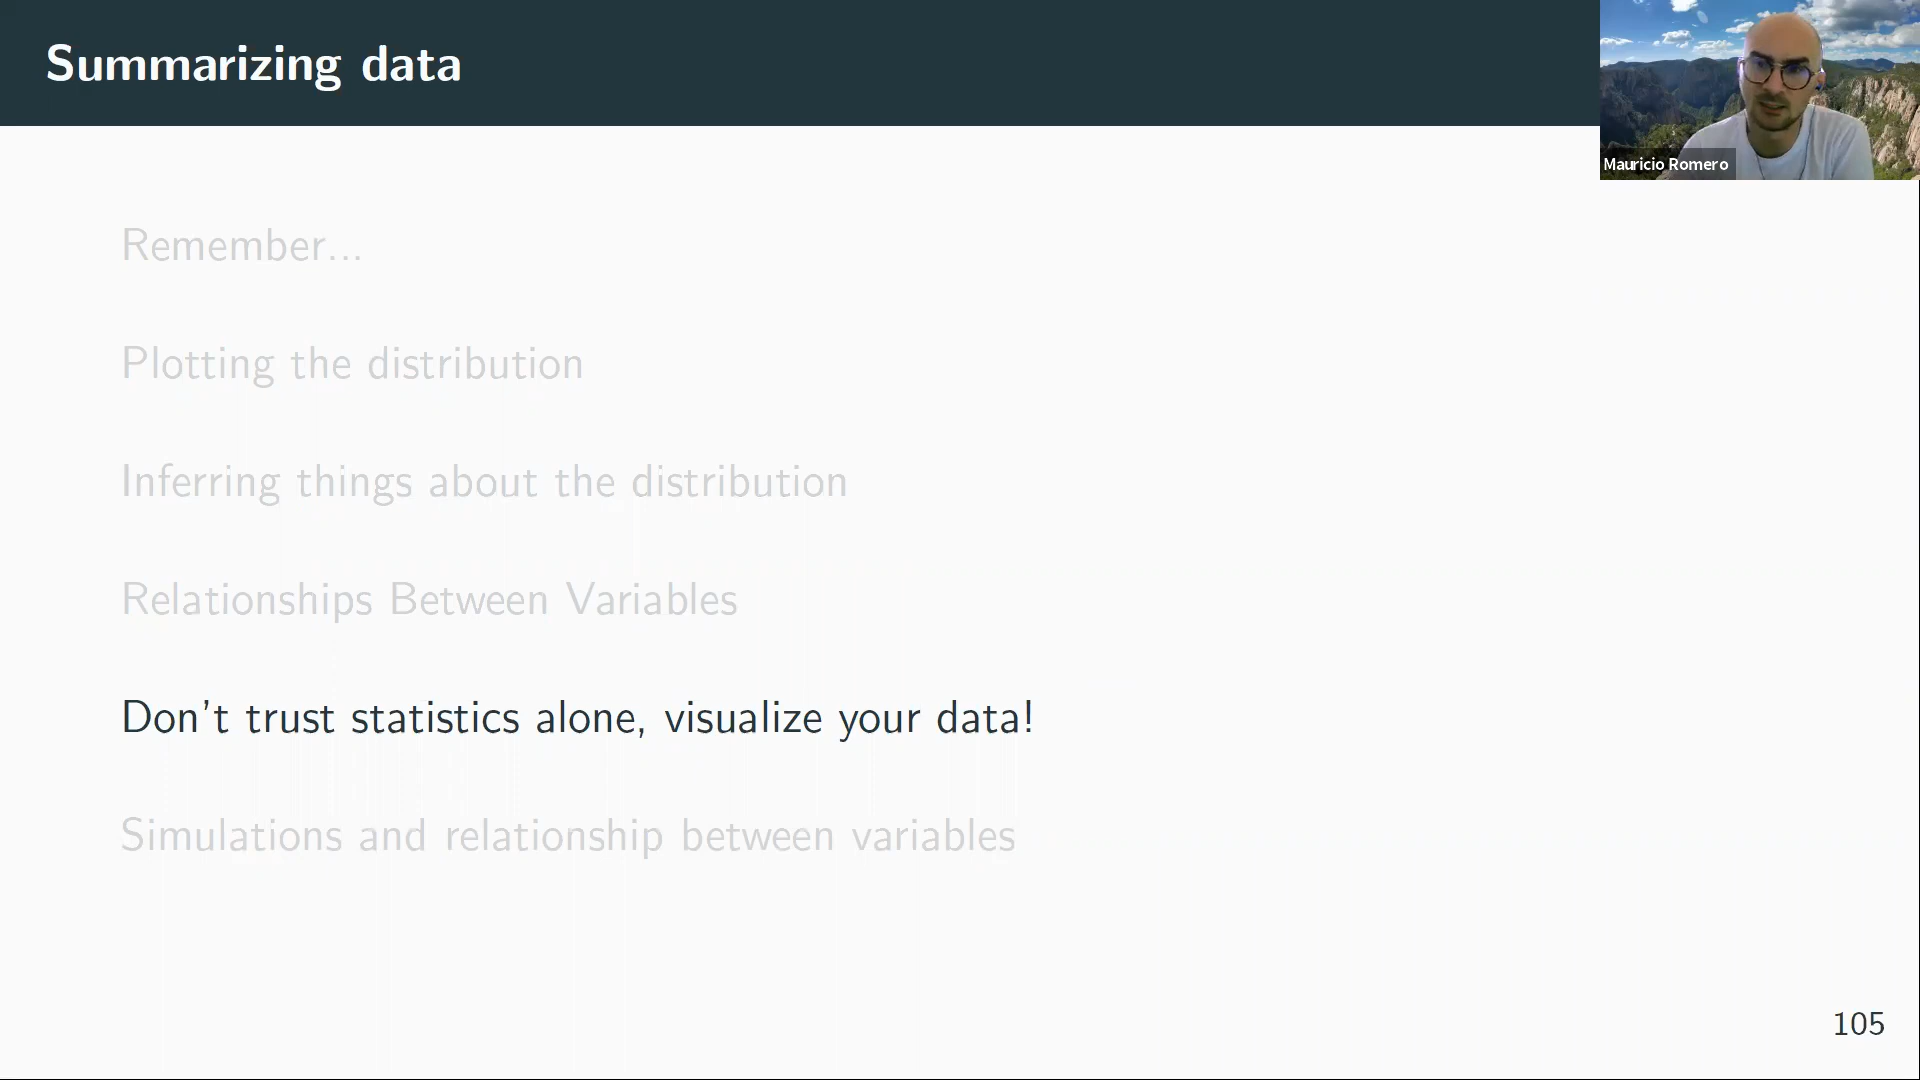 Summarizing data
Mauricio Romero
Remember...
Plotting the distribution
Inferring things about the distribution
Relationships Between Variables
Don't trust statistics alone, visualize your data!
Simulations and relationship between variables
105